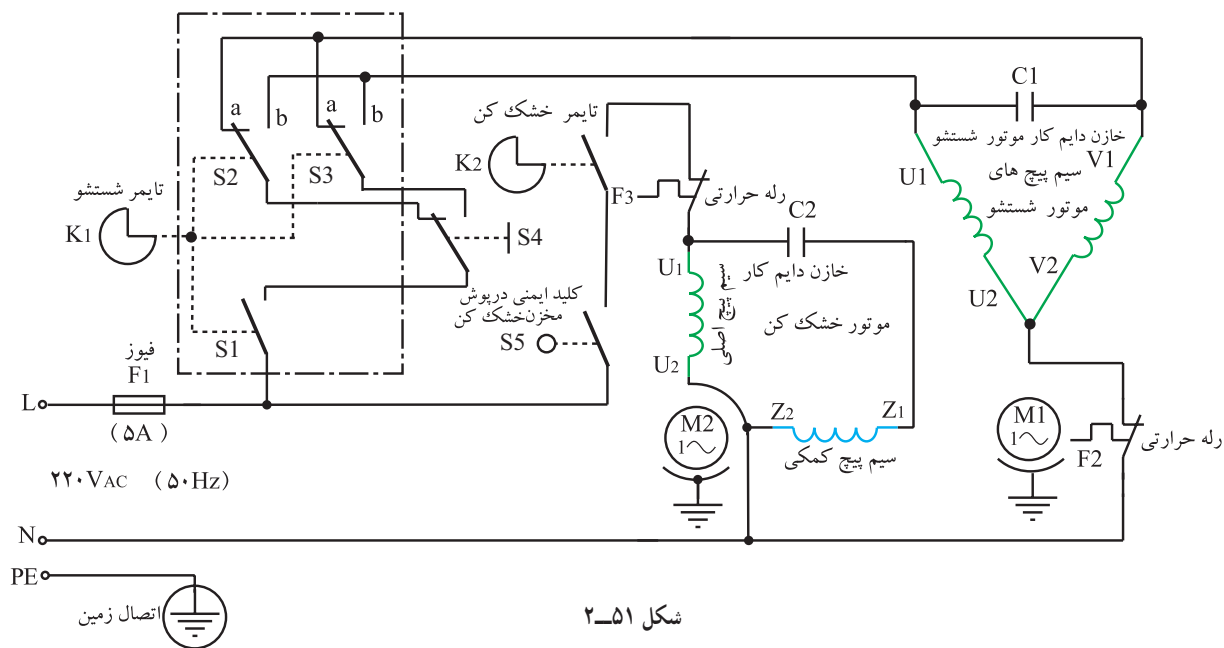 a
b
a
b
S2
S3
تایمر شستشو
K1
S4
S1
تایمر خشک کن
K2
F3
رله حرارتی
کلید ایمنی درپوش
مخزن خشک کن
S5
C2
خازن دایم کار
U1
سیم پیچ اصلی
موتور خشک کن
U2
Z2
Z1
سیم پیچ کمکی
M2
1~
C1
خازن دایم کار موتور شستشو
U1
V1
سیم پیچ های
موتور شستشو
U2
V2
M1
1~
F2
رله حرارتی
فیوز
F1
L
(۵A)
۲۲۰VAC (۵۰Hz)
N
PE
اتصال زمین
شکل ۵۱ــ۲